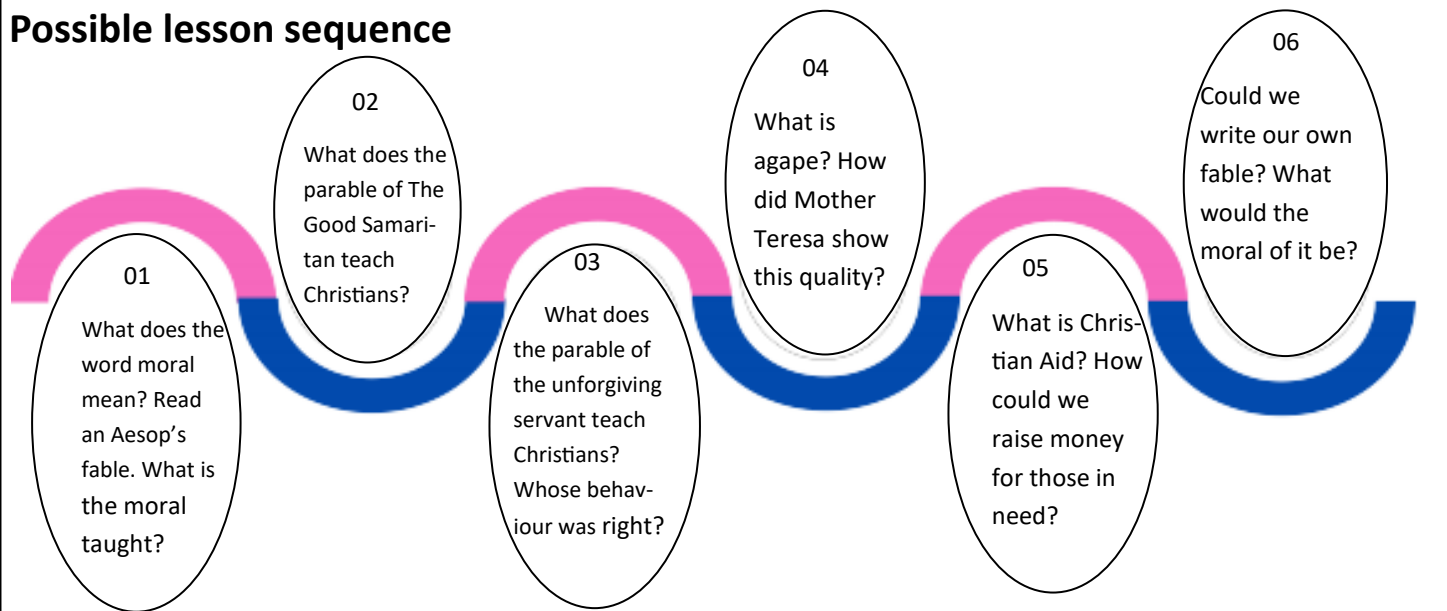 Possible lesson sequence
01
What does the
word moral
mean? Read
an Aesop’s
fable. What is
the moral
taught?
02
What does the
parable of The
Good Samari-
tan teach
Christians?
03
What does
the parable of
the unforgiving
servant teach
Christians?
Whose behav-
iour was right?
04
What is
agape? How
did Mother
Teresa show
this quality?
05
What is Chris-
tian Aid? How
could we
raise money
for those in
need?
06
Could we
write our own
fable? What
would the
moral of it be?